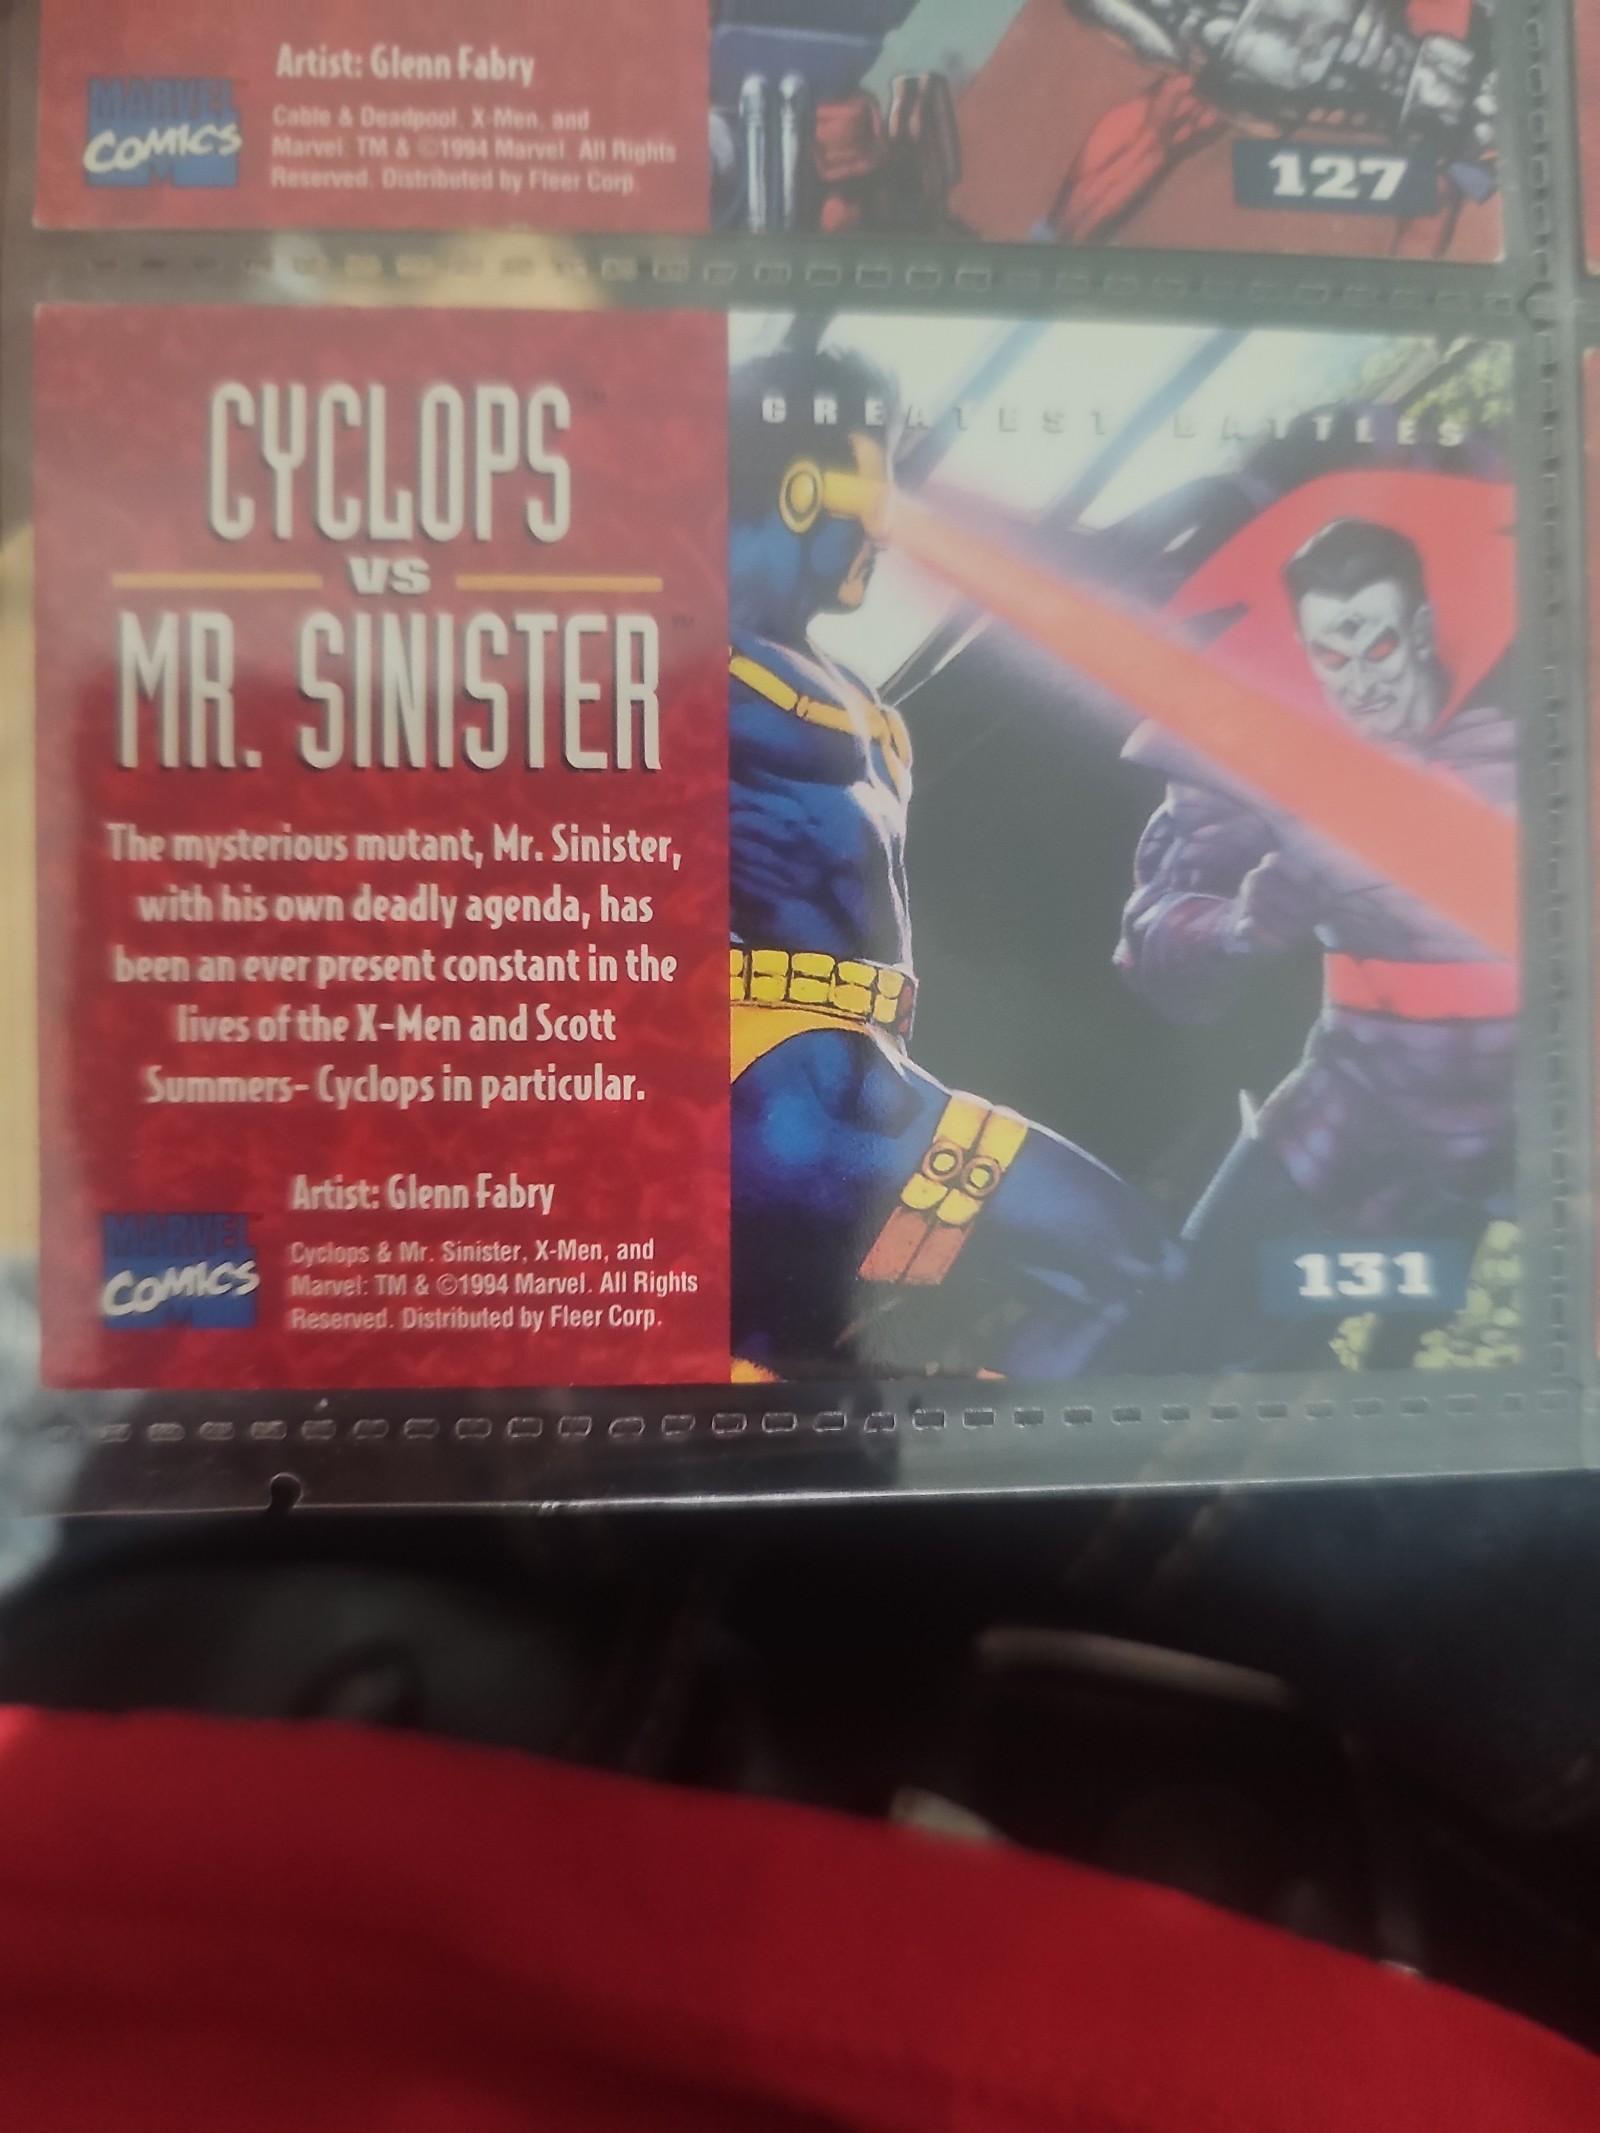 Artist: Glenn Fabry
MARVEL
COMICS
Cable & Deadpool, X-Men, and
Marvel: TM & ©1994 Marvel. All Rights
Reserved. Distributed by Fleer Corp.
127
CYCLOPS™
VS
MR. SINISTER™
The mysterious mutant, Mr. Sinister,
with his own deadly agenda, has
been an ever present constant in the
lives of the X-Men and Scott
Summers- Cyclops in particular.
Artist: Glenn Fabry
MARVEL
COMICS
Cyclops & Mr. Sinister, X-Men, and
Marvel: TM & ©1994 Marvel. All Rights
Reserved. Distributed by Fleer Corp.
GREATEST BATTLES
131